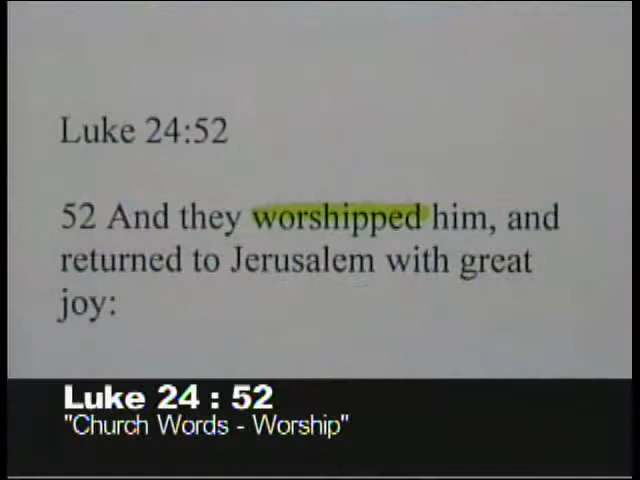 Luke 24:52
52 And they worshipped him, and
returned to Jerusalem with great
joy:
Luke 24 : 52
"Church Words - Worship"